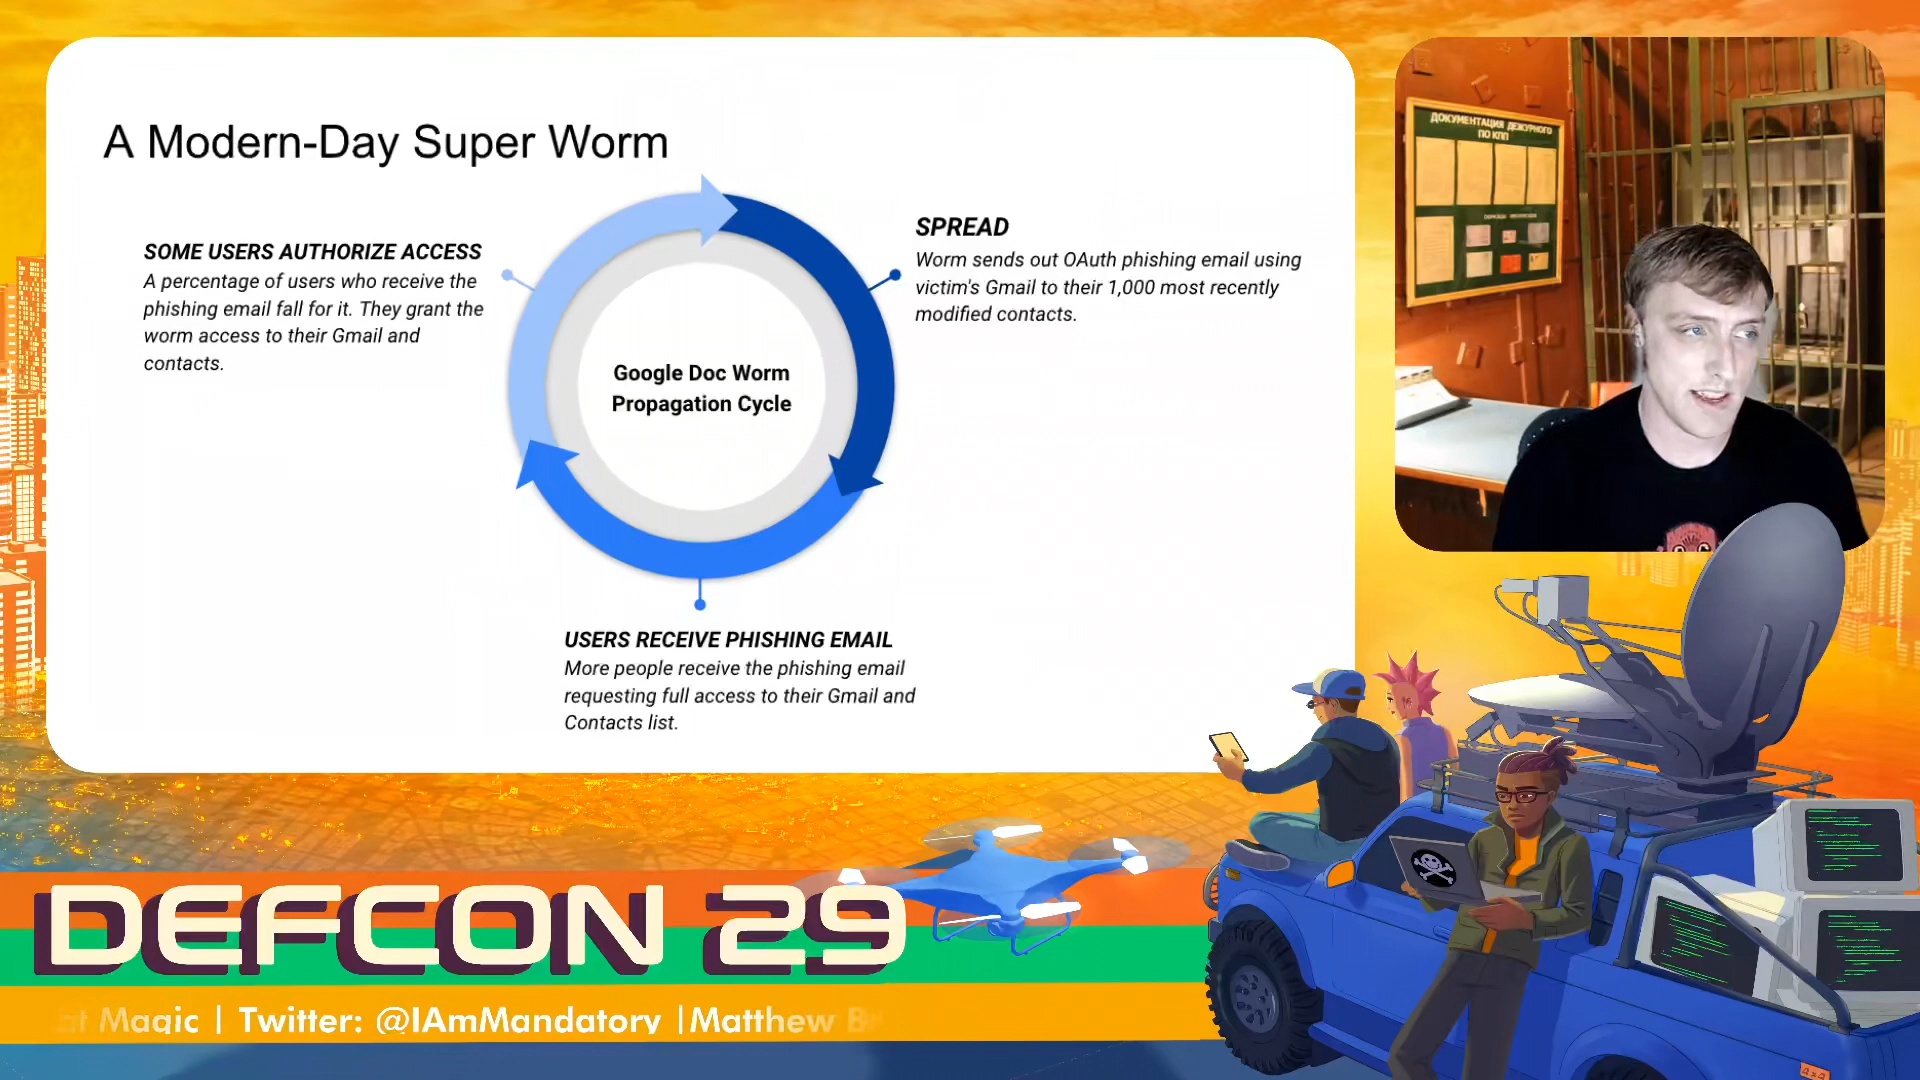 A Modern-Day Super Worm
SOME USERS AUTHORIZE ACCESS
A percentage of users who receive the
phishing email fall for it. They grant the
worm access to their Gmail and
contacts.
SPREAD
Worm sends out OAuth phishing email using
victim's Gmail to their 1,000 most recently
modified contacts.
Google Doc Worm
Propagation Cycle
USERS RECEIVE PHISHING EMAIL
More people receive the phishing email
requesting full access to their Gmail and
Contacts list.
ДОКУМЕНТАЦИЯ ДЕЖУРНОГО
ПО КПП
DEFCON 29
Magic | Twitter: @IAmMandatory |Matthew
4x4